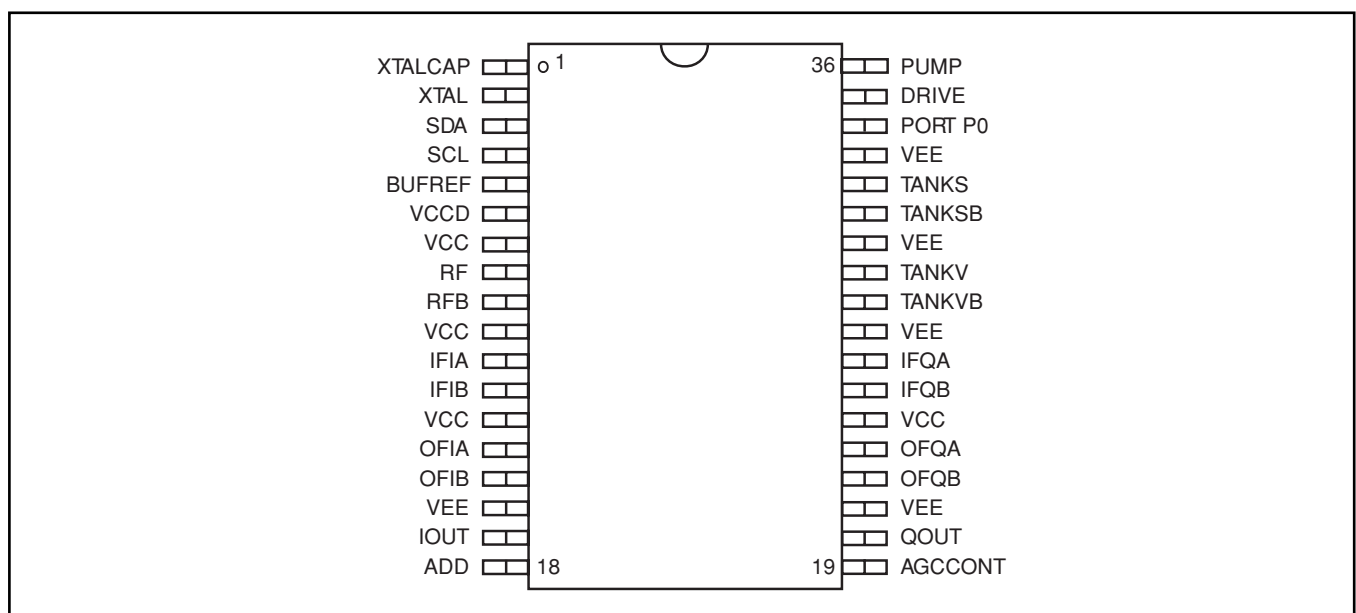 XTALCAP 1 36 PUMP
XTAL DRIVE
SDA PORT P0
SCL VEE
BUFREF TANKS
VCCD TANKSB
VCC VEE
RF TANKV
RFB TANKVB
VCC VEE
IFIA IFQA
IFIB IFQB
VCC VCC
OFIA OFQA
OFIB OFQB
VEE VEE
IOUT QOUT
ADD 18 19 AGCCONT